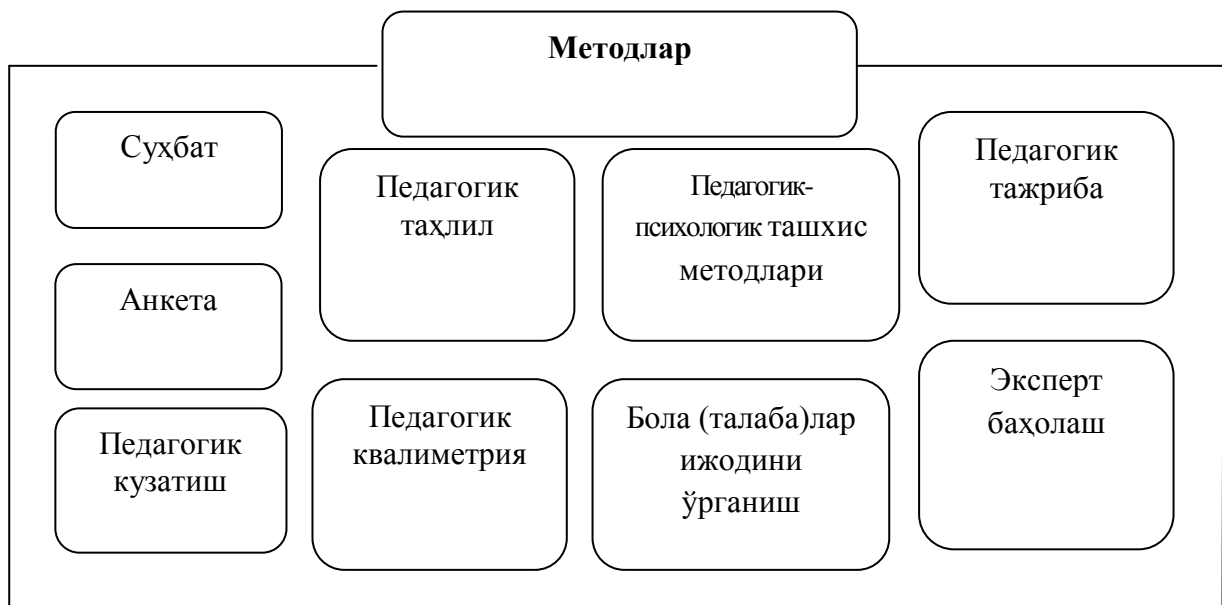 Методлар
Суҳбат
Анкета
Педагогик
кузатиш
Педагогик
таҳлил
Педагогик
квалиметрия
Педагогик-
психологик ташхис
методлари
Бола (талаба)лар
ижодини
ўрганиш
Педагогик
тажриба
Эксперт
баҳолаш